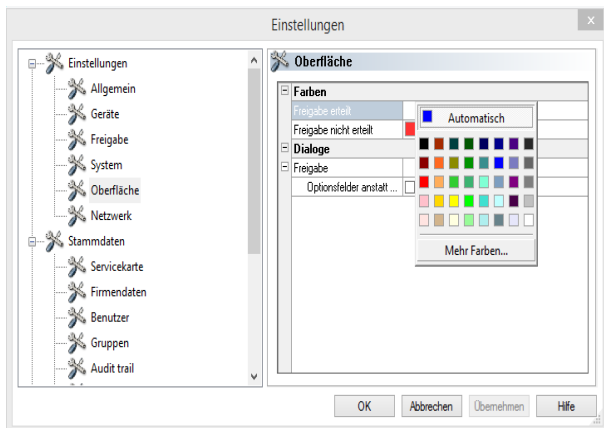 Einstellungen
x
Einstellungen
Allgemein
Geräte
Freigabe
System
Oberfläche
Netzwerk
Stammdaten
Servicekarte
Firmendaten
Benutzer
Gruppen
Audit trail
Oberfläche
Farben
Freigabe erteilt
Freigabe nicht erteilt
Dialoge
Freigabe
Optionsfelder anstatt ...
Automatisch
Mehr Farben...
OK Abbrechen Übernehmen Hilfe